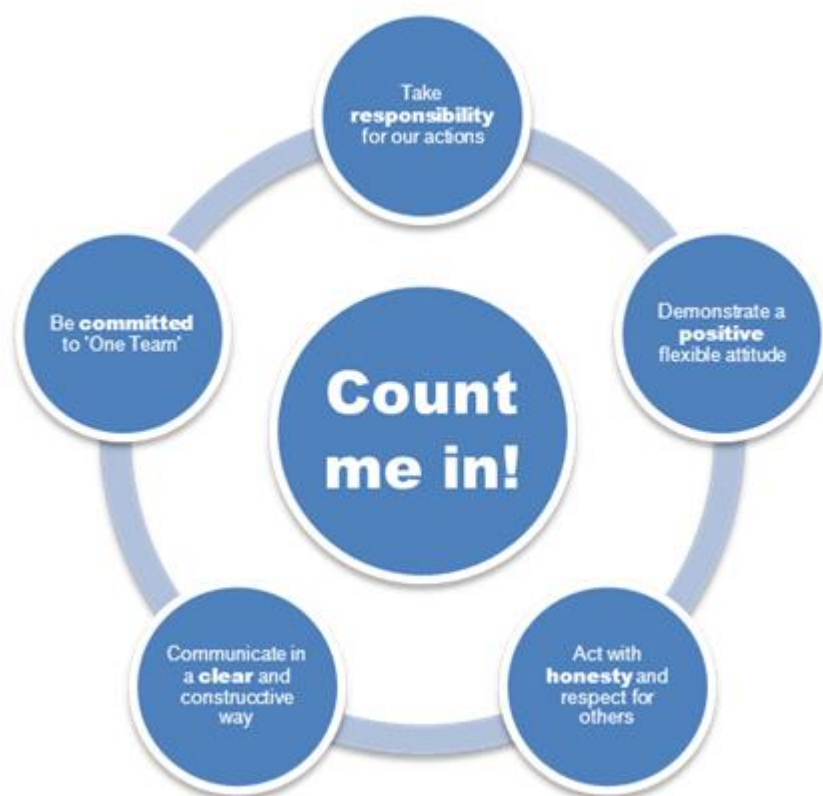 Take
responsibility
for our actions
Be committed
to 'One Team'
Demonstrate a
positive
flexible attitude
Count
me in!
Communicate in
a clear and
construcctive
way
Act with
honesty and
respect for
others